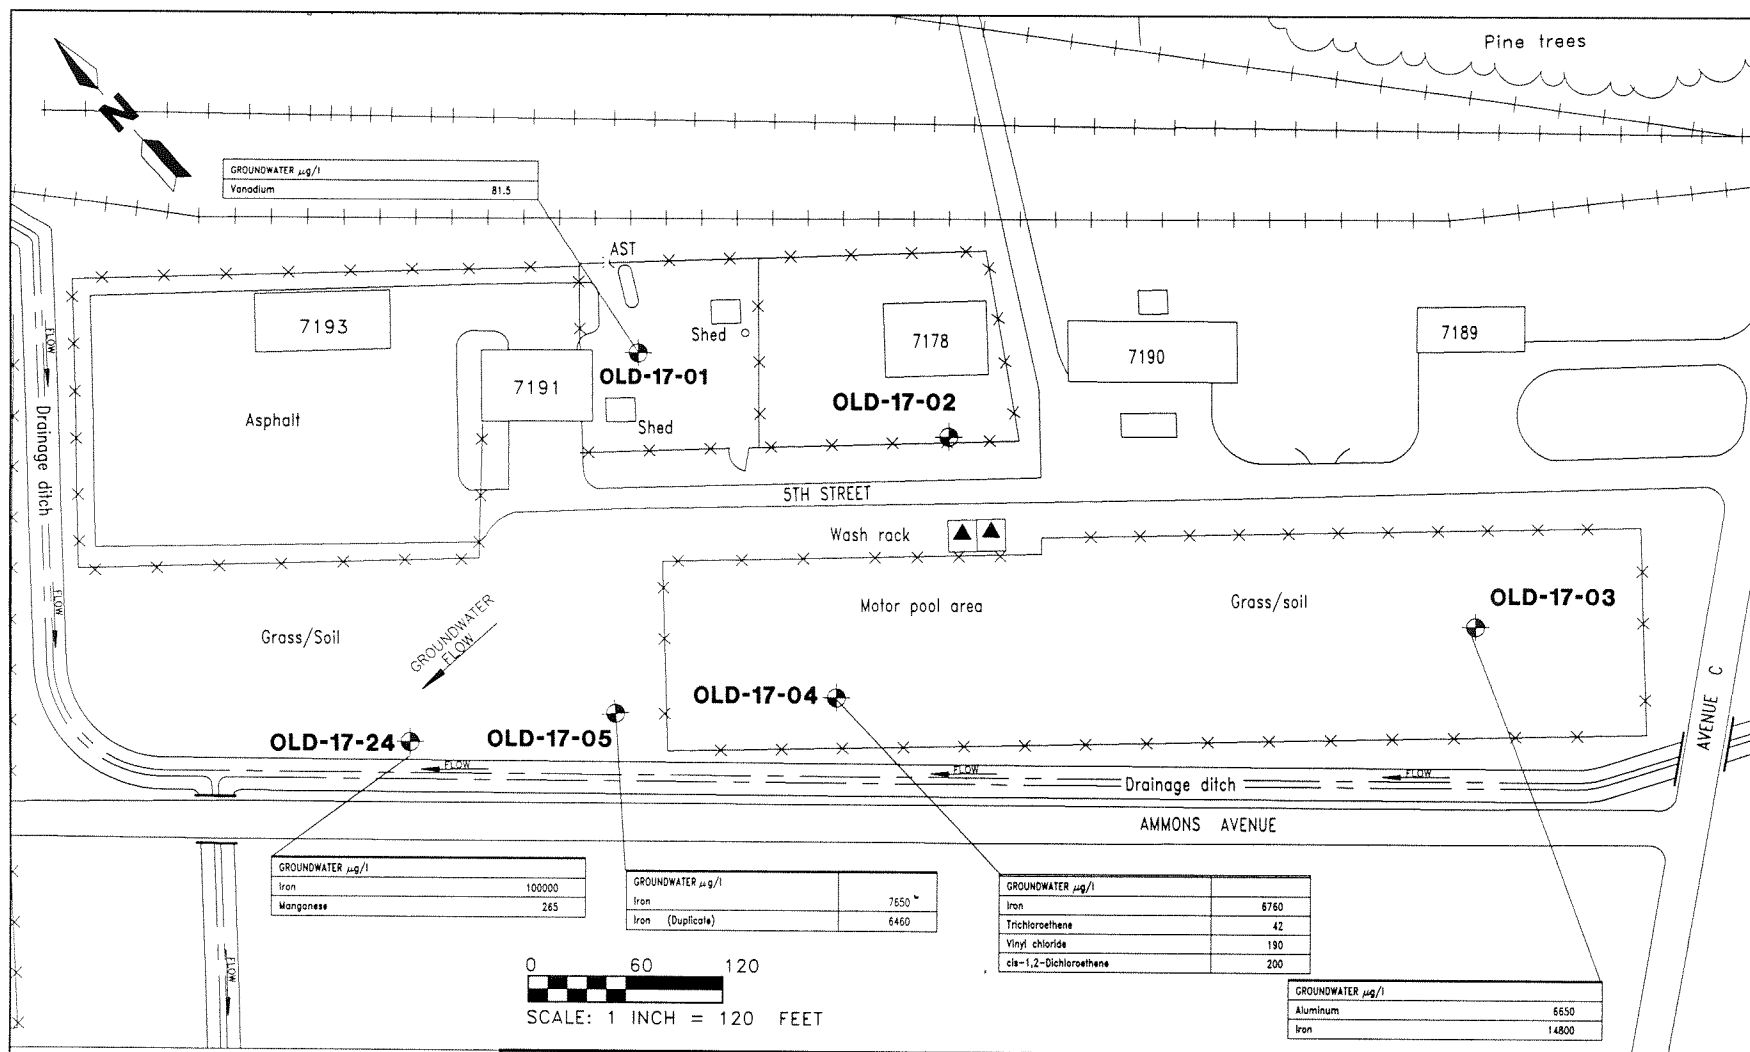 Pine trees
N
GROUNDWATER µg/l
Vanadium 81.5
AST
7193
Shed
7178
7190
7189
7191
OLD-17-01
Shed
OLD-17-02
Asphalt
FLOW
Drainage ditch
5TH STREET
Wash rack
FLOW
Motor pool area
Grass/soil
OLD-17-03
Grass/Soil
GROUNDWATER
FLOW
OLD-17-04
AVENUE C
OLD-17-24
OLD-17-05
FLOW
FLOW
FLOW
Drainage ditch
AMMONS AVENUE
GROUNDWATER µg/l
Iron 100000
Manganese 265
GROUNDWATER µg/l
Iron 7650
Iron (Duplicate) 6460
GROUNDWATER µg/l
Iron 6760
Trichloroethene 42
Vinyl chloride 190
cis-1,2-Dichloroethene 200
FLOW
0 60 120
SCALE: 1 INCH = 120 FEET
GROUNDWATER µg/l
Aluminum 6650
Iron 14800